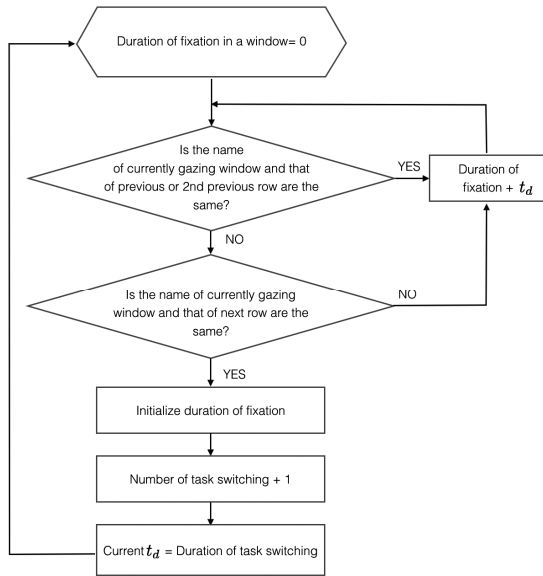 Duration of fixation in a window= 0
Is the name
of currently gazing window and that
of previous or 2nd previous row are the
same?
YES
Duration of
fixation + t_d
NO
Is the name of currently gazing
window and that of next row are the
same?
NO
YES
Initialize duration of fixation
Number of task switching + 1
Current t_d = Duration of task switching